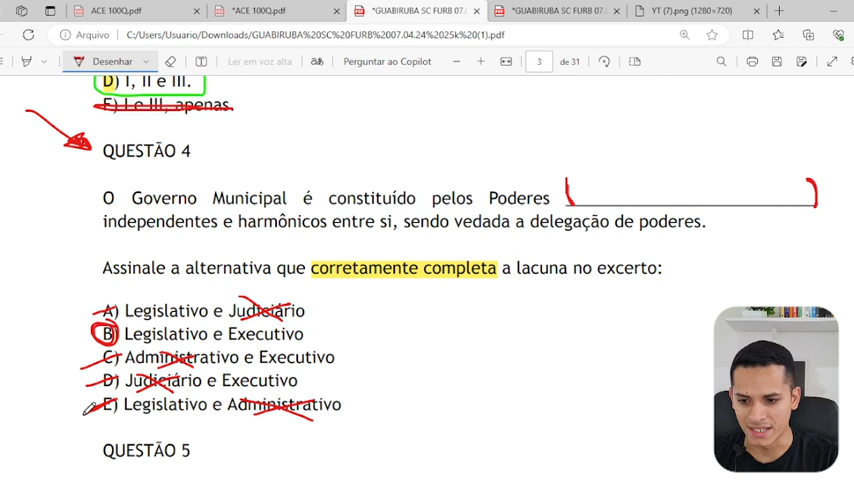 ACE 100Q.pdf
*ACE 100Q.pdf
*GUABIRUBA SC FURB 07.
*GUABIRUBA SC FURB 07.
YT (7).png (1280×720)
Arquivo
C:/Users/Usuario/Downloads/GUABIRUBA%20SC%20FURB%2007.04.24%2025k%20(1).pdf
Desenhar
Ler em voz alta
Perguntar ao Copilot
3
de 31
D) I, II e III.
E) I e III, apenas.
QUESTÃO 4
O Governo Municipal é constituído pelos Poderes
independentes e harmônicos entre si, sendo vedada a delegação de poderes.
Assinale a alternativa que corretamente completa a lacuna no excerto:
A) Legislativo e Judiciário
B) Legislativo e Executivo
C) Administrativo e Executivo
D) Judiciário e Executivo
E) Legislativo e Administrativo
QUESTÃO 5